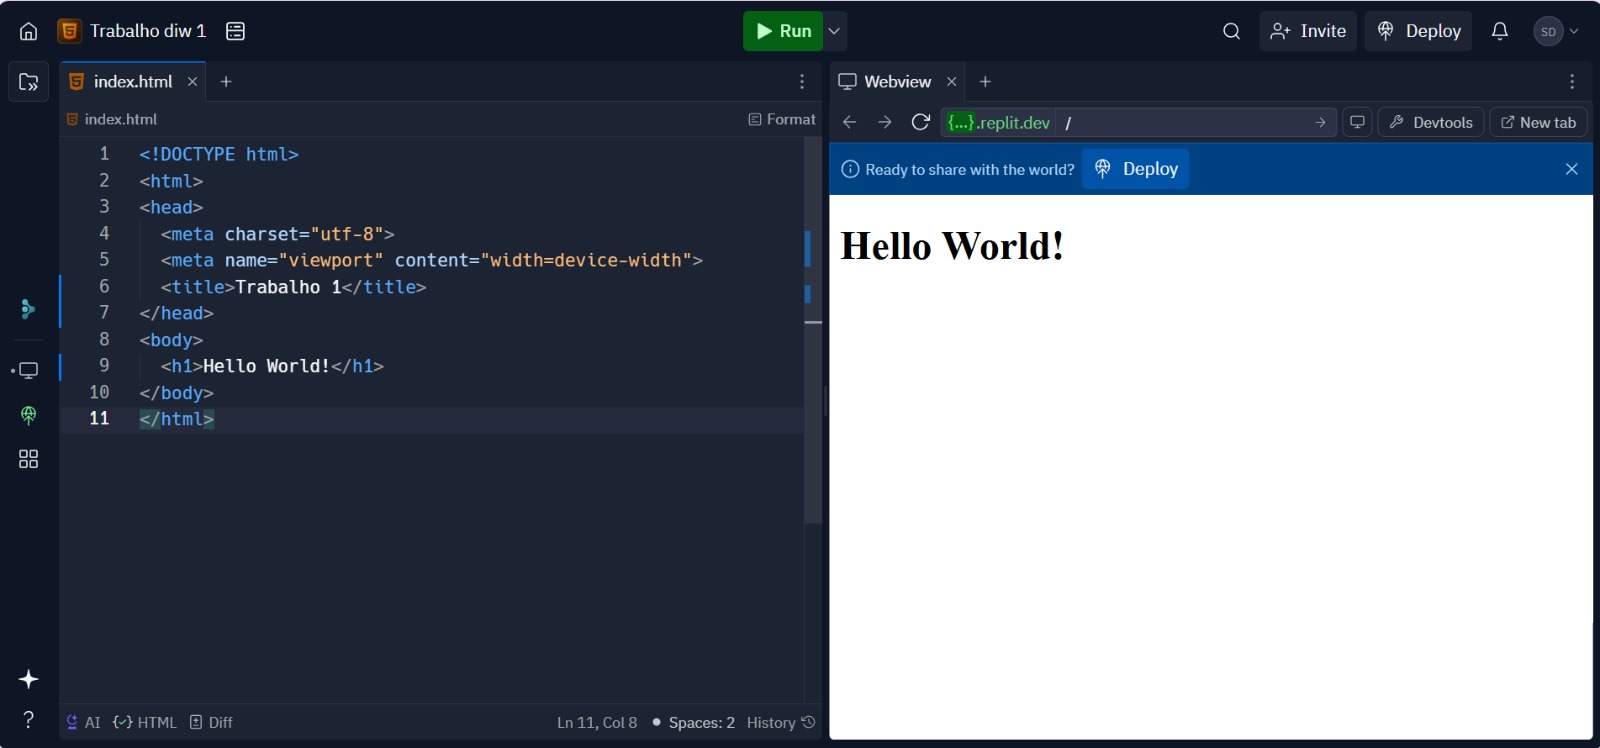 Trabalho diw 1
Run
Invite
Deploy
SD
index.html
Webview
index.html
Format
{...}.replit.dev /
Devtools
New tab
1 <!DOCTYPE html>
2 <html>
3 <head>
4 <meta charset="utf-8">
5 <meta name="viewport" content="width=device-width">
6 <title>Trabalho 1</title>
7 </head>
8 <body>
9 <h1>Hello World!</h1>
10 </body>
11 </html>
Ready to share with the world? Deploy
Hello World!
AI {✓} HTML Diff
Ln 11, Col 8 • Spaces: 2 History
?